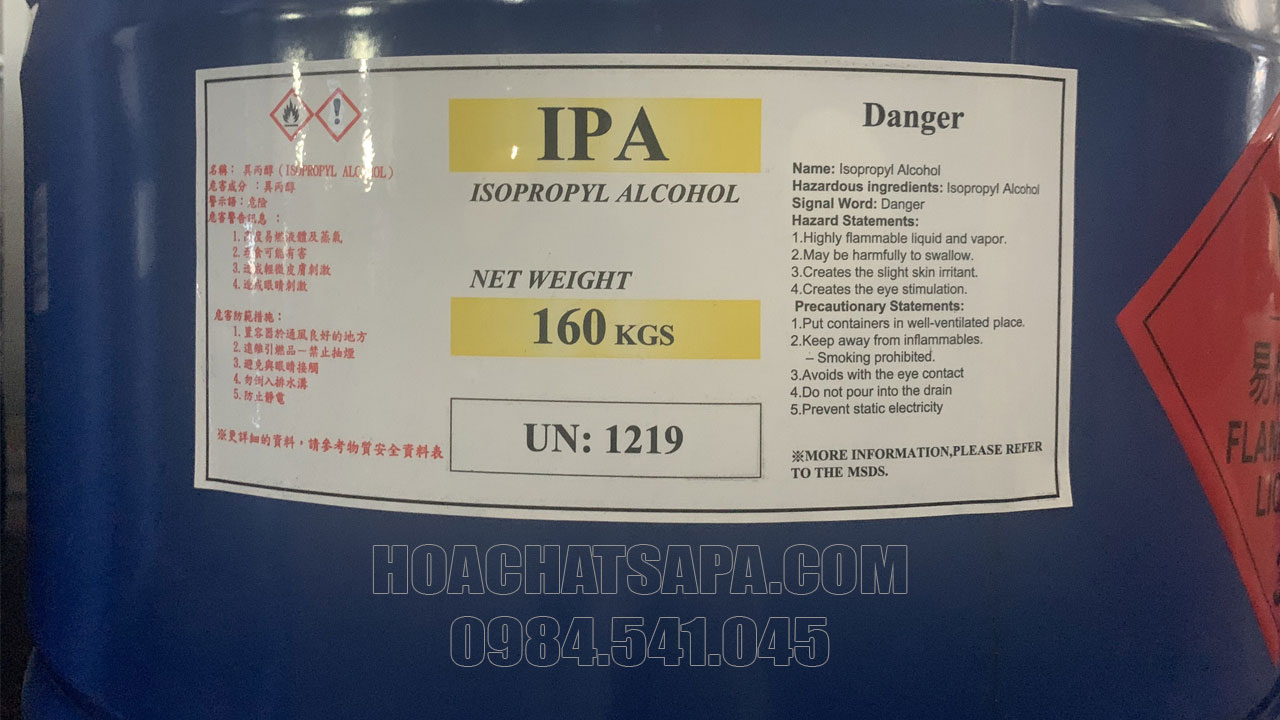 名稱： 異丙醇（ISOPROPYL ALCOHOL）
危害成分 ：異丙醇
警示語：危險
危害警告訊息 ：
1.高度易燃液體及蒸氣
2.吞食可能有害
3.造成輕微皮膚刺激
4.造成眼睛刺激
危害防範措施：
1.置容器於通風良好的地方
2.遠離引燃品－禁止抽煙
3.避免與眼睛接觸
4.勿倒入排水溝
5.防止靜電
※更詳細的資料，請參考物質安全資料表
IPA
ISOPROPYL ALCOHOL
NET WEIGHT
160 KGS
UN: 1219
Danger
Name: Isopropyl Alcohol
Hazardous ingredients: Isopropyl Alcohol
Signal Word: Danger
Hazard Statements:
1.Highly flammable liquid and vapor.
2.May be harmfully to swallow.
3.Creates the slight skin irritant.
4.Creates the eye stimulation.
Precautionary Statements:
1.Put containers in well-ventilated place.
2.Keep away from inflammables.
– Smoking prohibited.
3.Avoids with the eye contact
4.Do not pour into the drain
5.Prevent static electricity
※MORE INFORMATION,PLEASE REFER
TO THE MSDS.
易
HOACHATSAPA.COM
0984.541.045